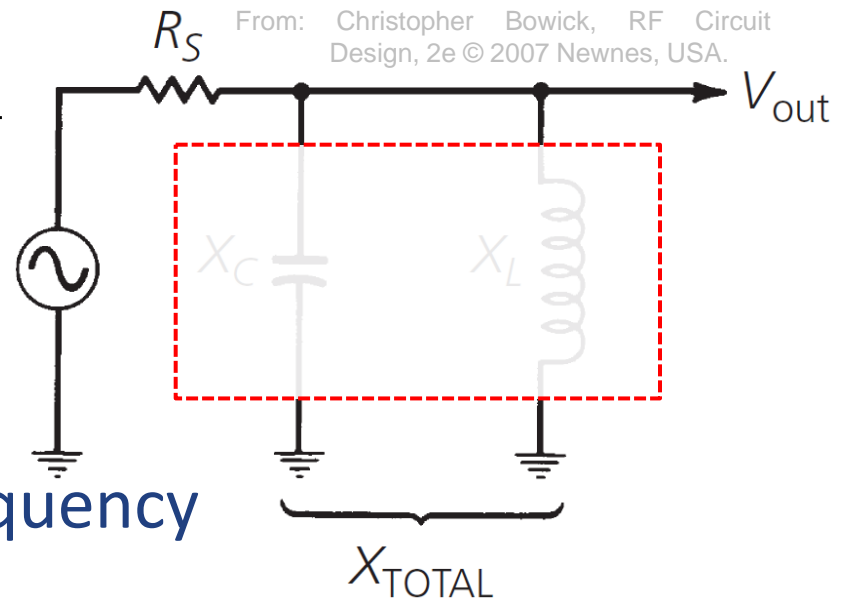 From: Christopher Bowick, RF Circuit
Design, 2e © 2007 Newnes, USA.
R_S
V_out
X_C X_L
quency
X_TOTAL